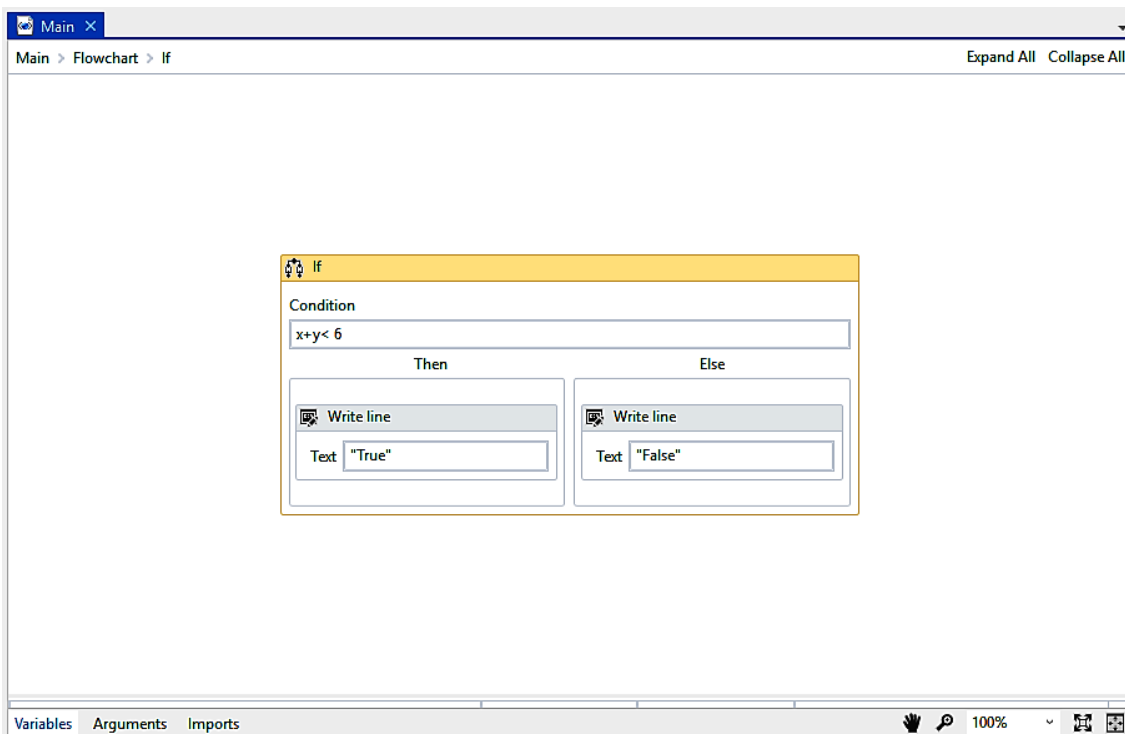 Main
Main > Flowchart > If Expand All Collapse All
If
Condition
x+y< 6
Then Else
Write line Write line
Text "True" Text "False"
Variables Arguments Imports 100%